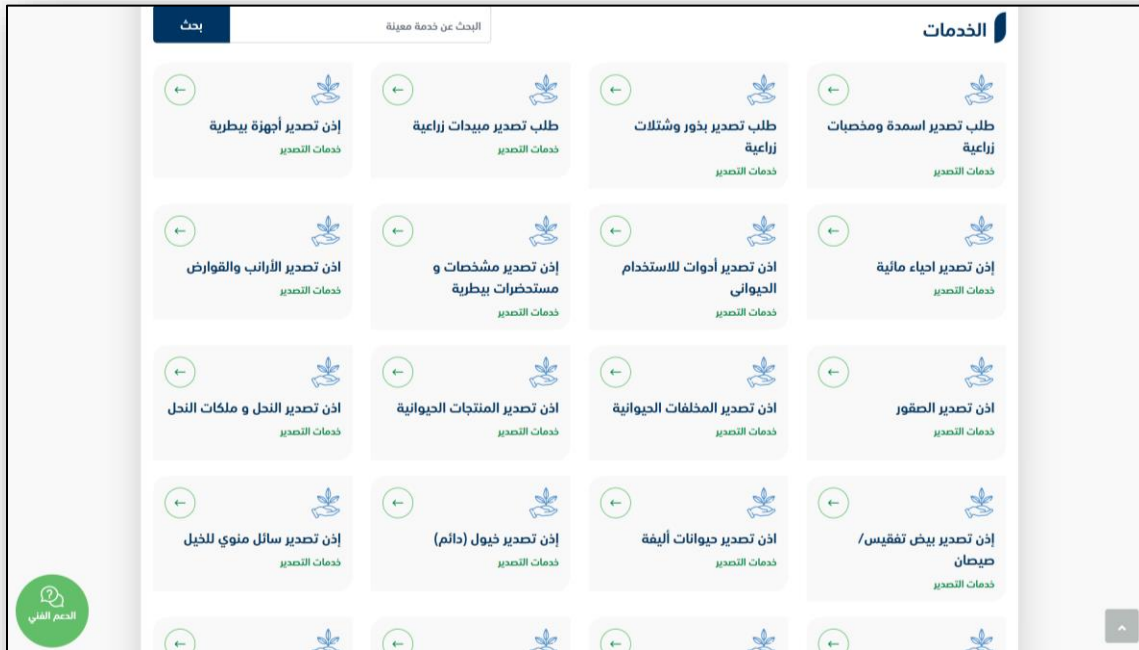 الخدمات
البحث عن خدمة معينة
بحث
طلب تصدير اسمدة ومخصبات
زراعية
خدمات التصدير
طلب تصدير بذور وشتلات
زراعية
خدمات التصدير
طلب تصدير مبيدات زراعية
خدمات التصدير
إذن تصدير أجهزة بيطرية
خدمات التصدير
إذن تصدير احياء مائية
خدمات التصدير
اذن تصدير أدوات للاستخدام
الحيوانى
خدمات التصدير
إذن تصدير مشخصات و
مستحضرات بيطرية
خدمات التصدير
اذن تصدير الأرانب والقوارض
خدمات التصدير
اذن تصدير الصقور
خدمات التصدير
اذن تصدير المخلفات الحيوانية
خدمات التصدير
اذن تصدير المنتجات الحيوانية
خدمات التصدير
اذن تصدير النحل و ملكات النحل
خدمات التصدير
إذن تصدير بيض تفقيس/
صيصان
خدمات التصدير
اذن تصدير حيوانات أليفة
خدمات التصدير
إذن تصدير خيول (دائم)
خدمات التصدير
إذن تصدير سائل منوي للخيل
خدمات التصدير
الدعم الفني